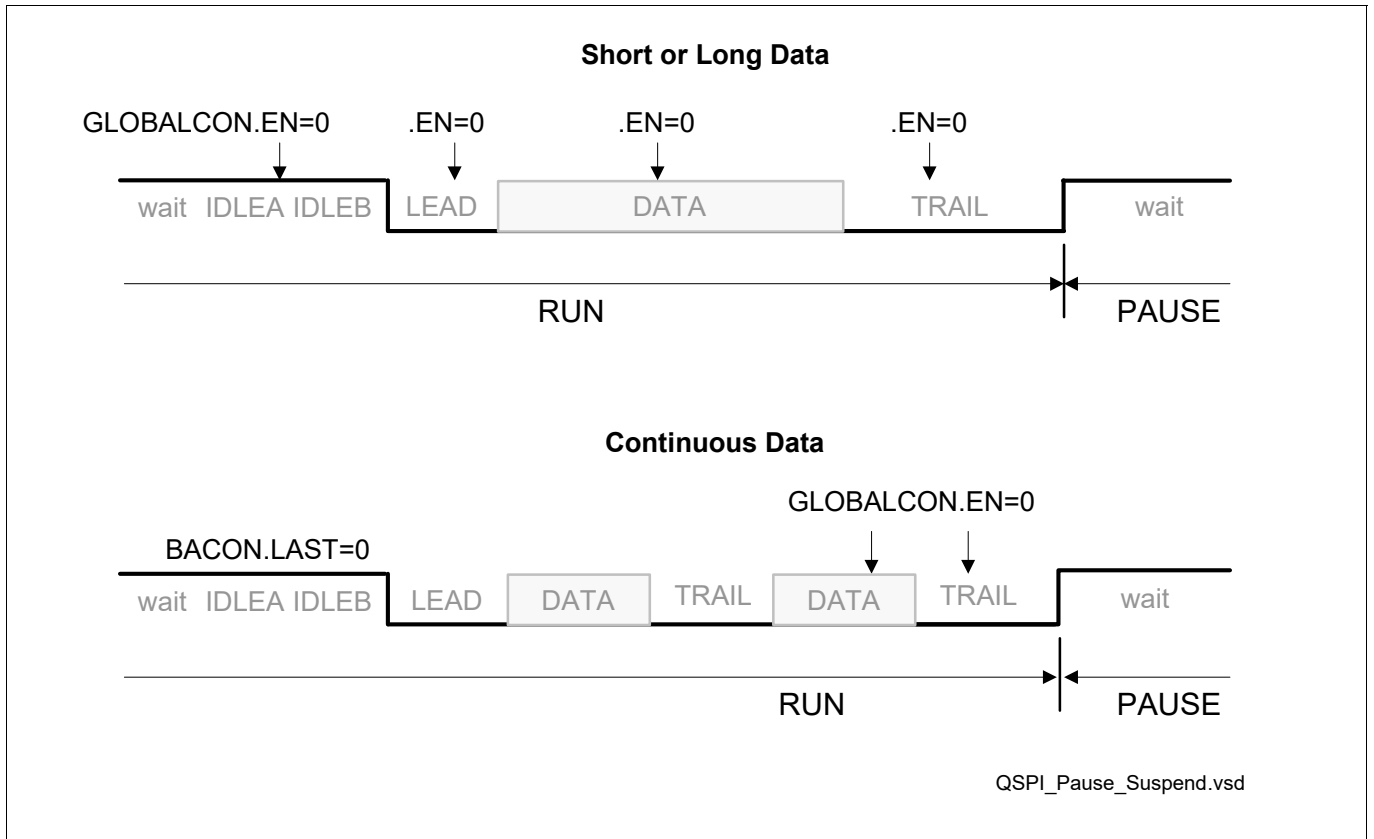 Short or Long Data
GLOBALCON.EN=0 .EN=0 .EN=0 .EN=0
wait IDLEA IDLEB LEAD DATA TRAIL wait
RUN PAUSE
Continuous Data
GLOBALCON.EN=0
BACON.LAST=0
wait IDLEA IDLEB LEAD DATA TRAIL DATA TRAIL wait
RUN PAUSE
QSPI_Pause_Suspend.vsd